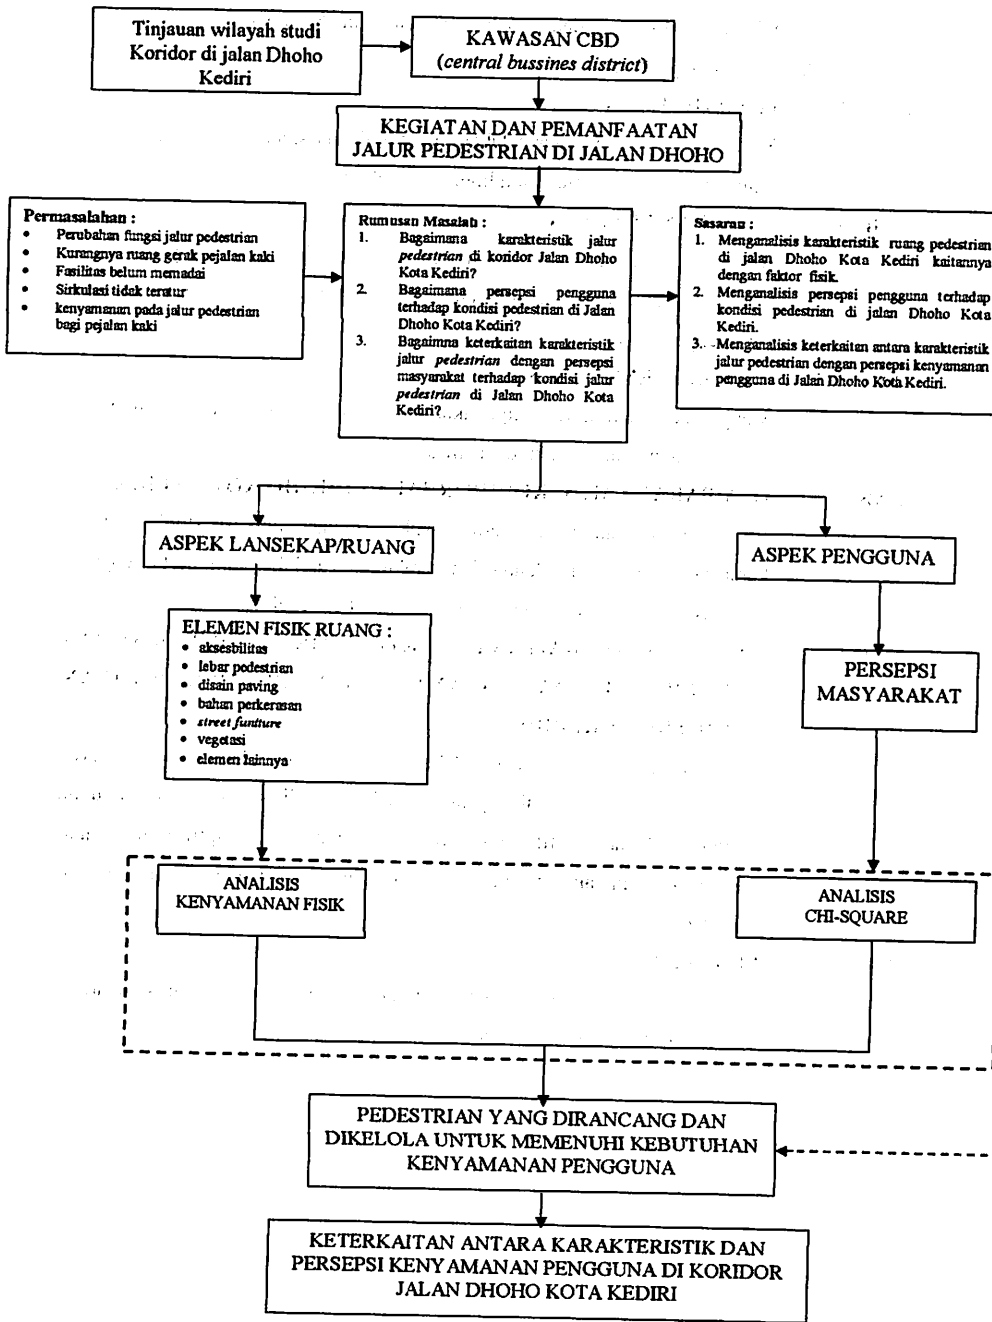 Tinjauan wilayah studi
Koridor di jalan Dhoho
Kediri
KAWASAN CBD
(central bussines district)
KEGIATAN DAN PEMANFAATAN
JALUR PEDESTRIAN DI JALAN DHOHO
Permasalahan :
• Perubahan fungsi jalur pedestrian
• Kurangnya ruang gerak pejalan kaki
• Fasilitas belum memadai
• Sirkulasi tidak teratur
• kenyamanan pada jalur pedestrian
bagi pejalan kaki
Rumusan Masalah :
1. Bagaimana karakteristik jalur
pedestrian di koridor Jalan Dhoho
Kota Kediri?
2. Bagaimana persepsi pengguna
terhadap kondisi pedestrian di Jalan
Dhoho Kota Kediri?
3. Bagaimna keterkaitan karakteristik
jalur pedestrian dengan persepsi
masyarakat terhadap kondisi jalur
pedestrian di Jalan Dhoho Kota
Kediri?
Sasaran :
1. Menganalisis karakteristik ruang pedestrian
di jalan Dhoho Kota Kediri kaitannya
dengan faktor fisik.
2. Menganalisis persepsi pengguna terhadap
kondisi pedestrian di jalan Dhoho Kota
Kediri.
3. Menganalisis keterkaitan antara karakteristik
jalur pedestrian dengan persepsi kenyamanan
pengguna di Jalan Dhoho Kota Kediri.
ASPEK LANSEKAP/RUANG
ASPEK PENGGUNA
ELEMEN FISIK RUANG :
• aksesbilitas
• lebar pedestrian
• disain paving
• bahan perkerasan
• street funiture
• vegetasi
• elemen lainnya
PERSEPSI
MASYARAKAT
ANALISIS
KENYAMANAN FISIK
ANALISIS
CHI-SQUARE
PEDESTRIAN YANG DIRANCANG DAN
DIKELOLA UNTUK MEMENUHI KEBUTUHAN
KENYAMANAN PENGGUNA
KETERKAITAN ANTARA KARAKTERISTIK DAN
PERSEPSI KENYAMANAN PENGGUNA DI KORIDOR
JALAN DHOHO KOTA KEDIRI